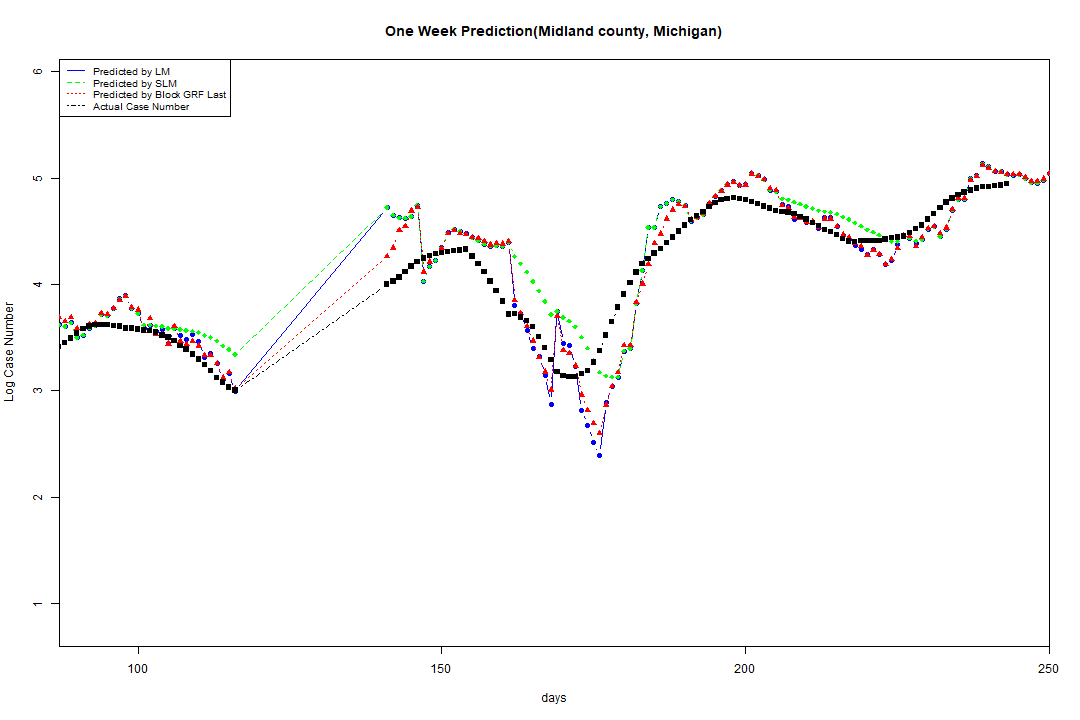 One Week Prediction(Midland county, Michigan)
Predicted by LM
Predicted by SLM
Predicted by Block GRF Last
Actual Case Number
6
5
4
3
2
1
Log Case Number
100
150
200
250
days